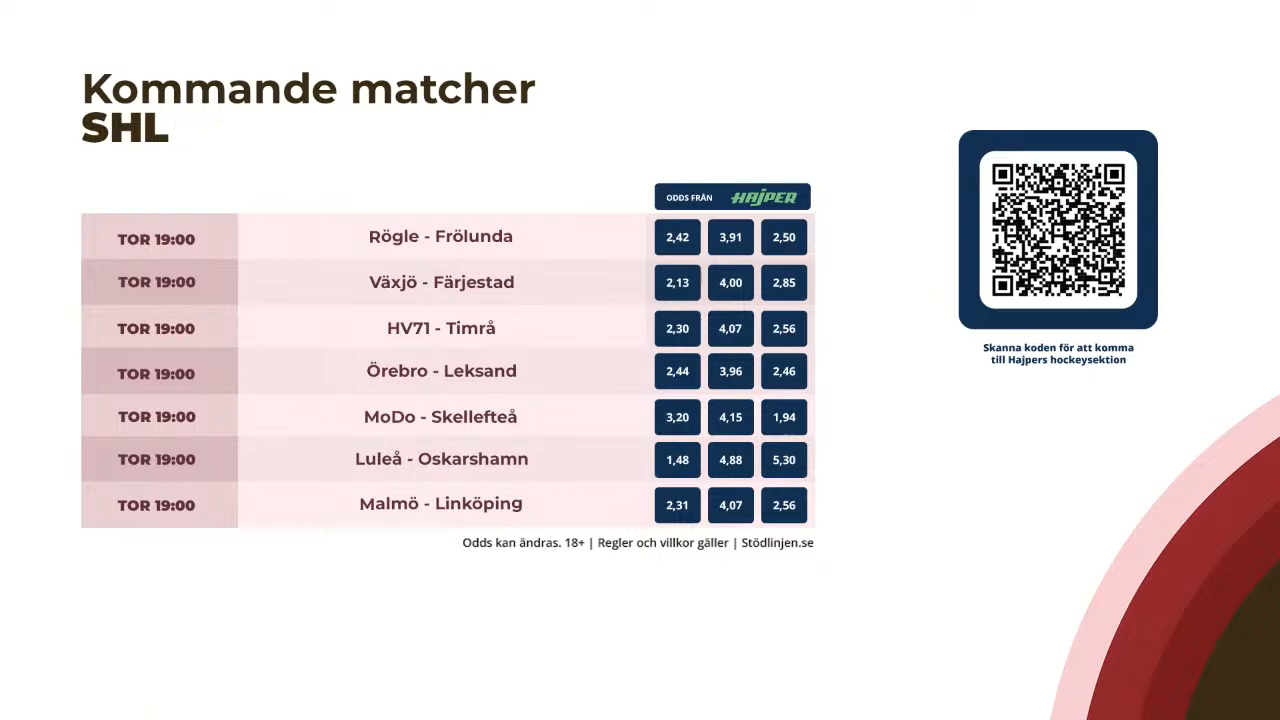 Kommande matcher
SHL
ODDS FRÅN HAJPER
TOR 19:00 Rögle - Frölunda 2,42 3,91 2,50
TOR 19:00 Växjö - Färjestad 2,13 4,00 2,85
TOR 19:00 HV71 - Timrå 2,30 4,07 2,56
TOR 19:00 Örebro - Leksand 2,44 3,96 2,46
TOR 19:00 MoDo - Skellefteå 3,20 4,15 1,94
TOR 19:00 Luleå - Oskarshamn 1,48 4,88 5,30
TOR 19:00 Malmö - Linköping 2,31 4,07 2,56
Odds kan ändras. 18+ | Regler och villkor gäller | Stödlinjen.se
Skanna koden för att komma
till Hajpers hockeysektion